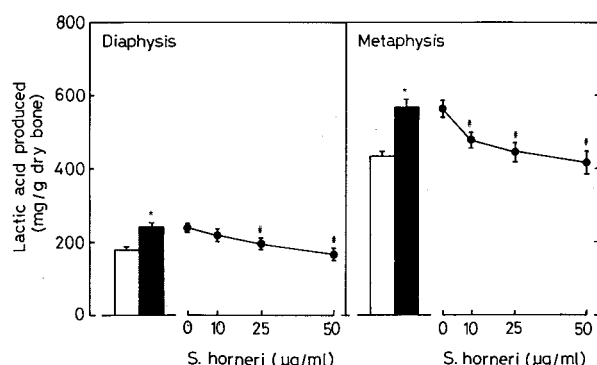 Lactic acid produced
(mg/g dry bone)
800
600
400
200
0
Diaphysis
*
#
#
0 10 25 50
S. horneri (µg/ml)
Metaphysis
*
#
#
#
0 10 25 50
S. horneri (µg/ml)